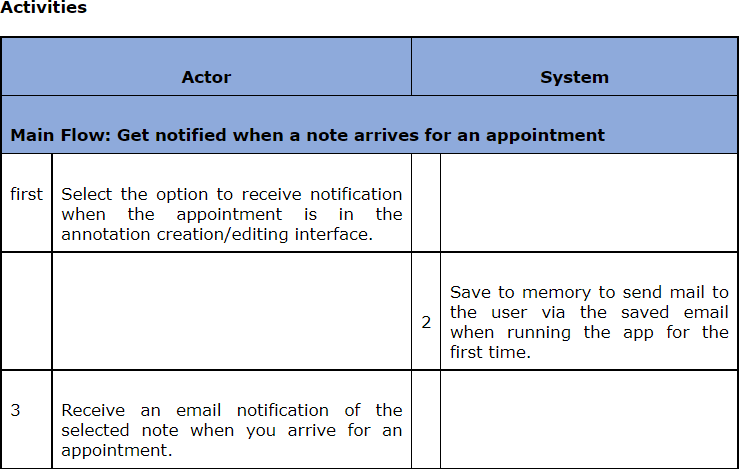 Activities
Actor System
Main Flow: Get notified when a note arrives for an appointment
first Select the option to receive notification
when the appointment is in the
annotation creation/editing interface.
Save to memory to send mail to
the user via the saved email
2 when running the app for the
first time.
3 Receive an email notification of the
selected note when you arrive for an
appointment.